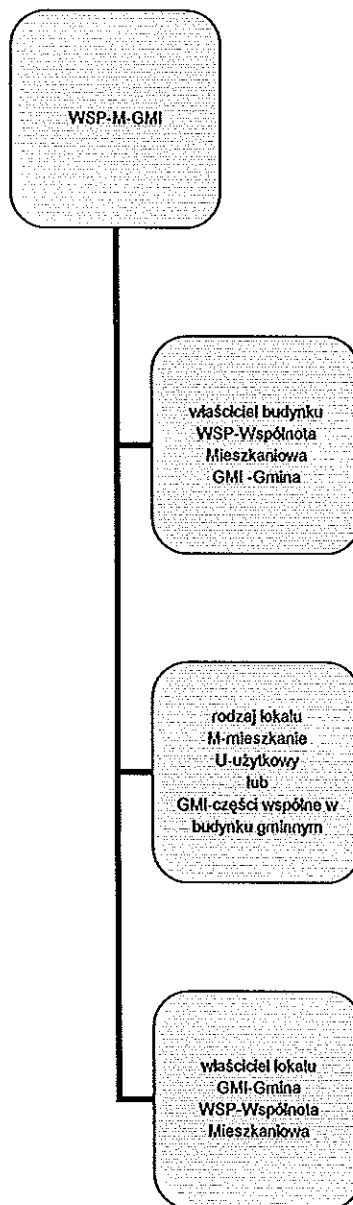 WSP-M-GMI
właściciel budynku
WSP-Wspólnota
Mieszkaniowa
GMI -Gmina
rodzaj lokalu
M-mieszkanie
U-użytkowy
lub
GMI-części wspólne w
budynku gminnym
właściciel lokalu
GMI-Gmina
WSP-Wspólnota
Mieszkaniowa